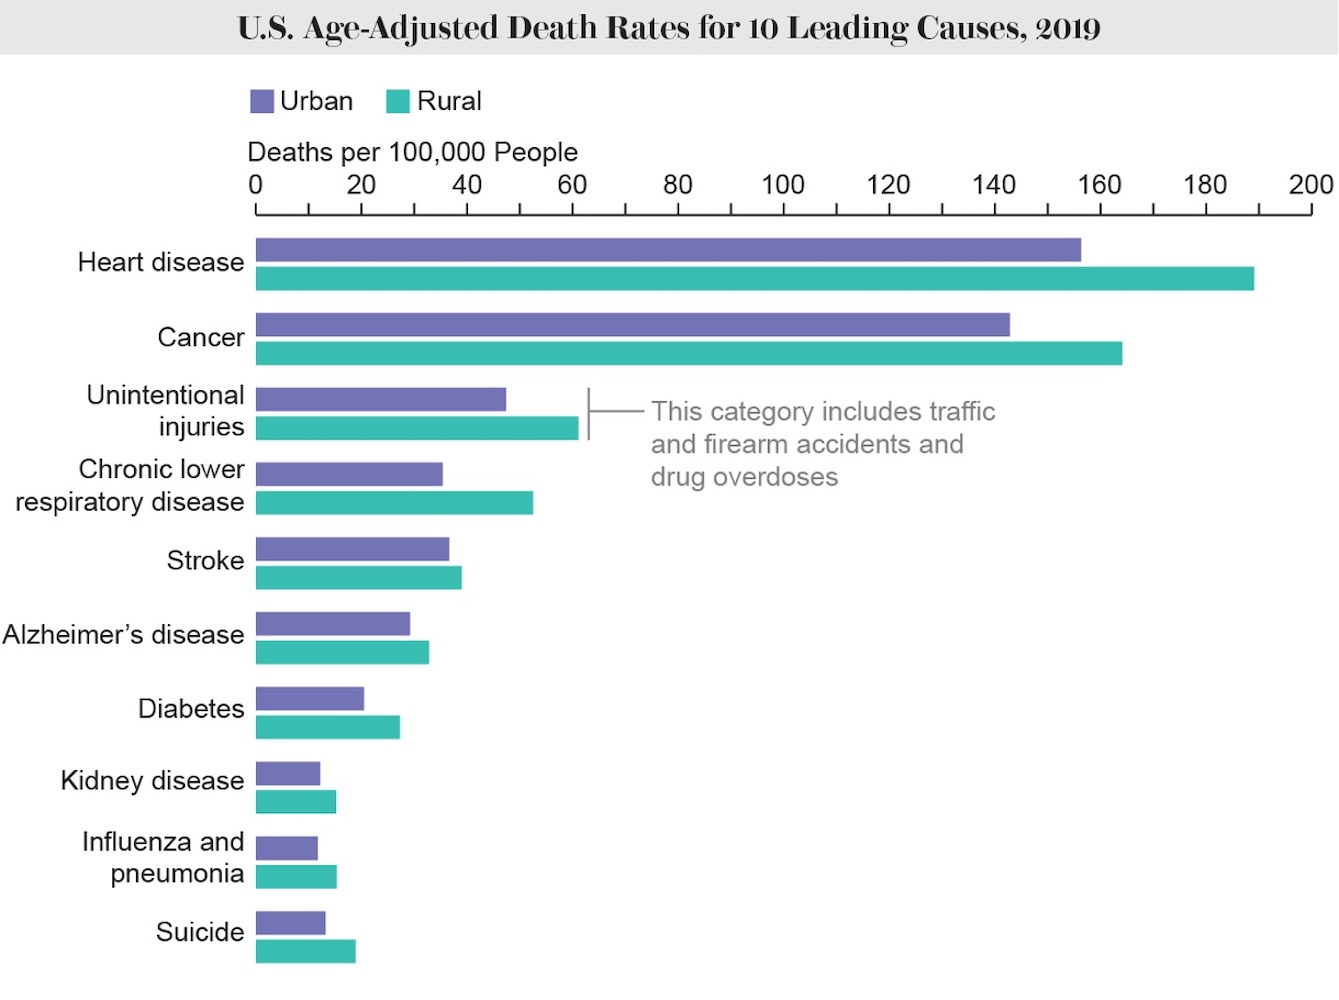 U.S. Age-Adjusted Death Rates for 10 Leading Causes, 2019
Urban Rural
Deaths per 100,000 People
0 20 40 60 80 100 120 140 160 180 200
Heart disease
Cancer
Unintentional
injuries
This category includes traffic
and firearm accidents and
drug overdoses
Chronic lower
respiratory disease
Stroke
Alzheimer’s disease
Diabetes
Kidney disease
Influenza and
pneumonia
Suicide